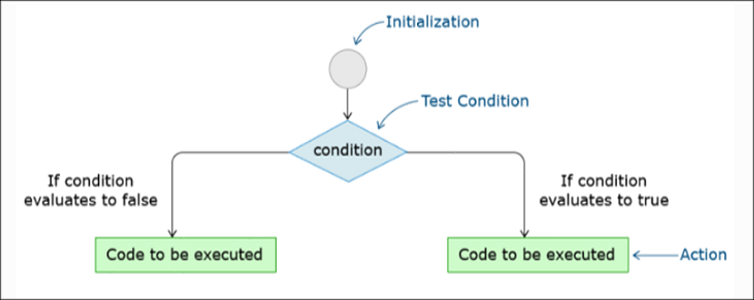 Initialization
Test Condition
condition
If condition
evaluates to false
If condition
evaluates to true
Code to be executed
Code to be executed
Action